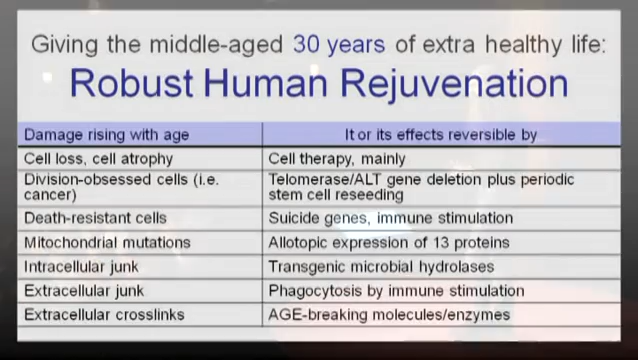 Giving the middle-aged 30 years of extra healthy life:
Robust Human Rejuvenation
Damage rising with age
It or its effects reversible by
Cell loss, cell atrophy
Cell therapy, mainly
Division-obsessed cells (i.e.
cancer)
Telomerase/ALT gene deletion plus periodic
stem cell reseeding
Death-resistant cells
Suicide genes, immune stimulation
Mitochondrial mutations
Allotopic expression of 13 proteins
Intracellular junk
Transgenic microbial hydrolases
Extracellular junk
Phagocytosis by immune stimulation
Extracellular crosslinks
AGE-breaking molecules/enzymes